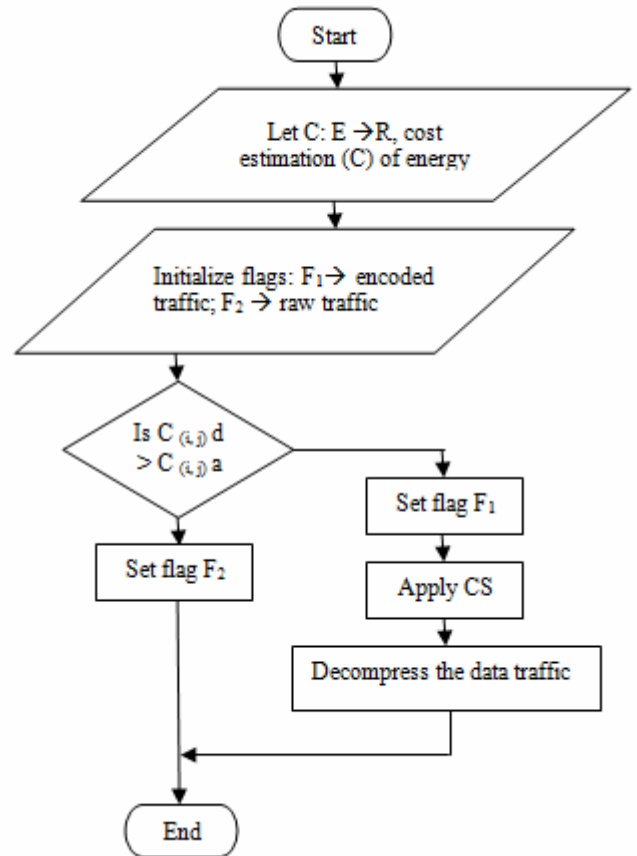 Start
Let C: E →R, cost
estimation (C) of energy
Initialize flags: F₁→ encoded
traffic; F₂ → raw traffic
Is C (i, j) d
> C (i, j) a
Set flag F₁
Set flag F₂
Apply CS
Decompress the data traffic
End